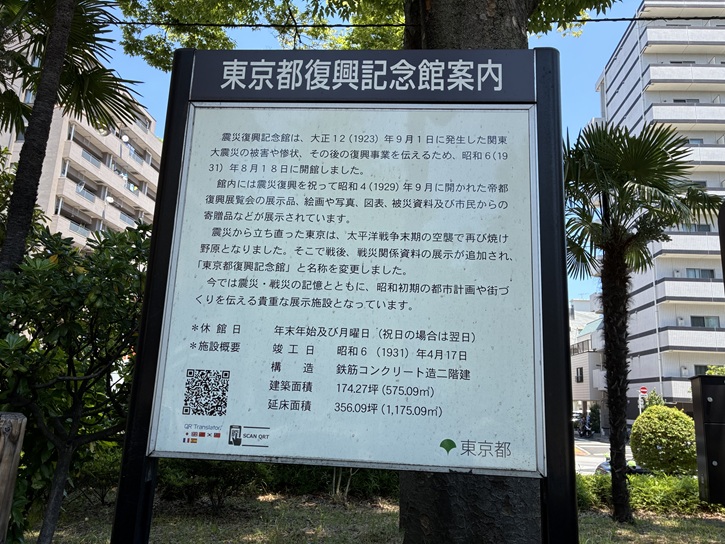 東京都復興記念館案内
震災復興記念館は、大正12(1923)年9月1日に発生した関東
大震災の被害や惨状、その後の復興事業を伝えるため、昭和6(19
31)年8月18日に開館しました。
館内には震災復興を祝って昭和4(1929)年9月に開かれた帝都
復興展覧会の展示品、絵画や写真、図表、被災資料及び市民からの
寄贈品などが展示されています。
震災から立ち直った東京は、太平洋戦争末期の空襲で再び焼け
野原となりました。そこで戦後、戦災関係資料の展示が追加され、
「東京都復興記念館」と名称を変更しました。
今では震災・戦災の記憶とともに、昭和初期の都市計画や街づ
くりを伝える貴重な展示施設となっています。
*休館日 年末年始及び月曜日(祝日の場合は翌日)
*施設概要 竣工日 昭和6(1931)年4月17日
構造 鉄筋コンクリート造二階建
建築面積 174.27坪(575.09㎡)
延床面積 356.09坪(1,175.09㎡)
QR Translator
SCAN QRT
東京都